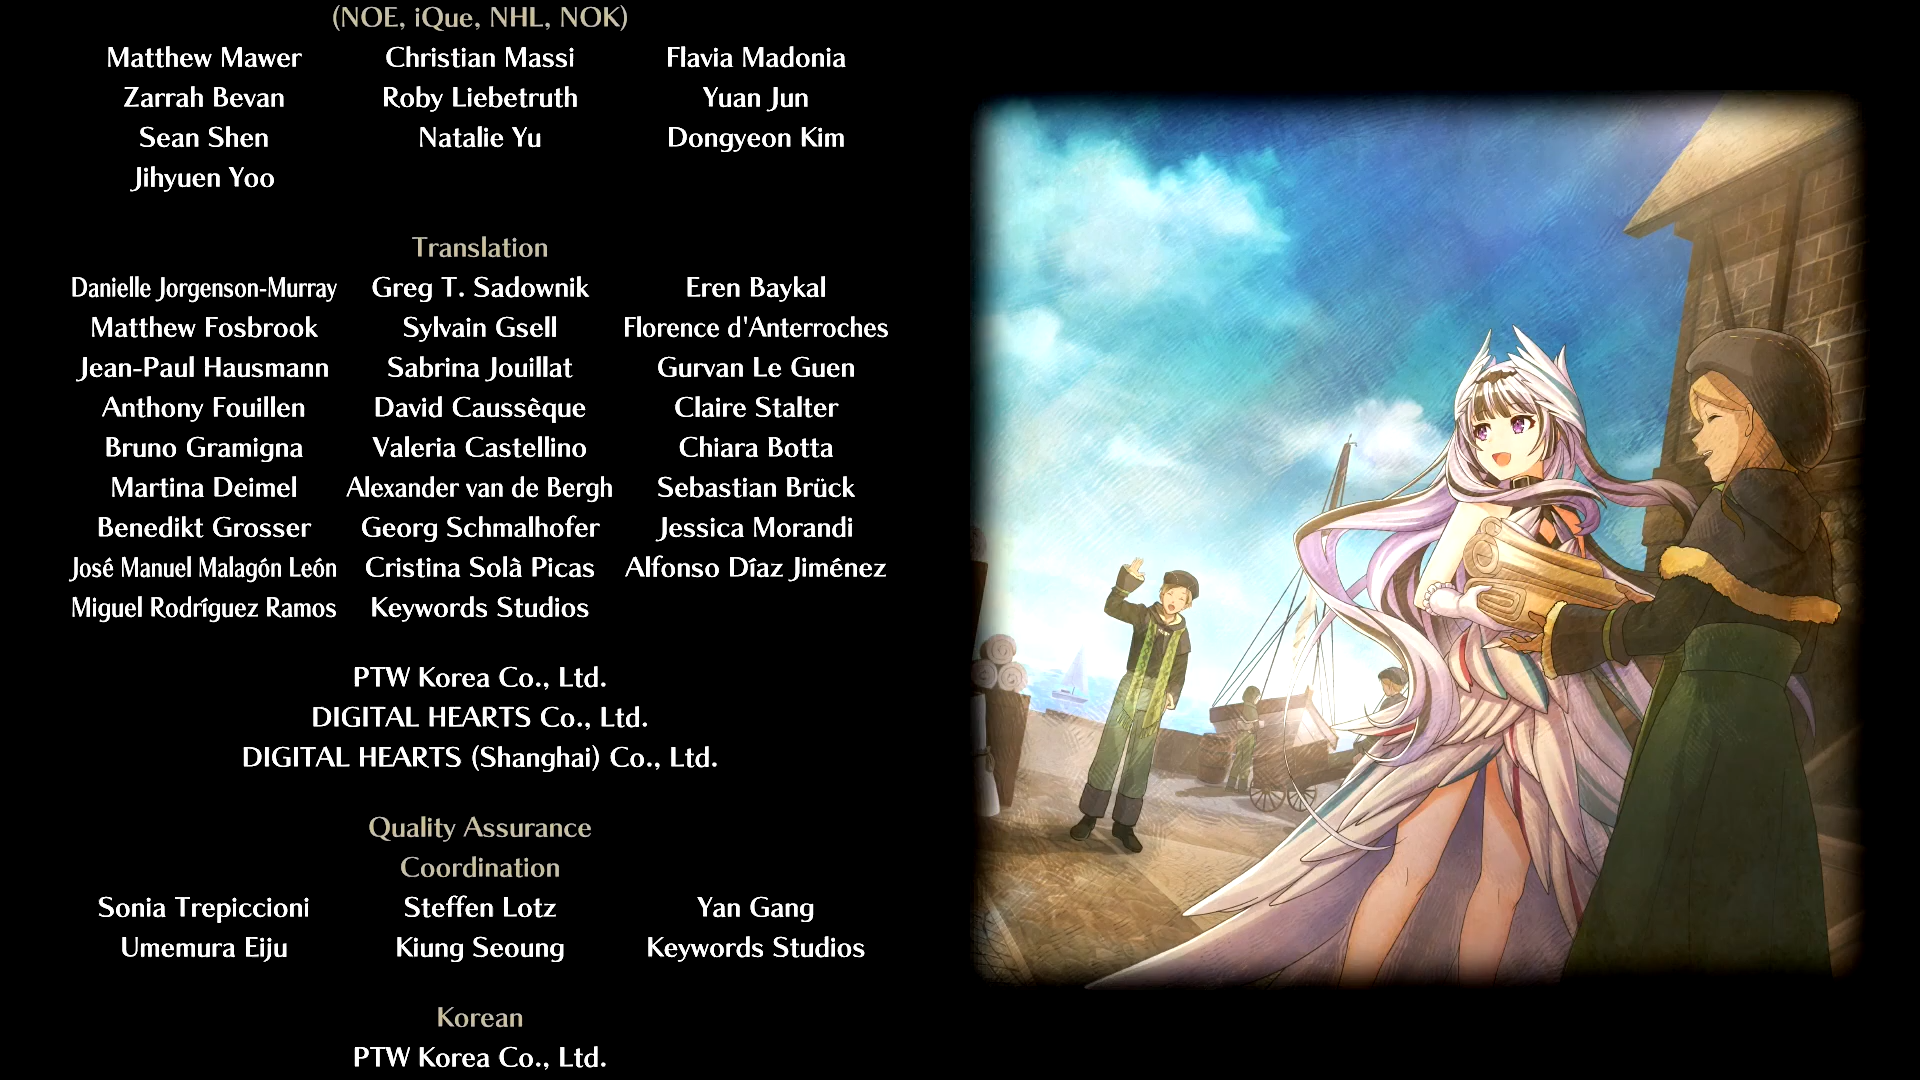 (NOE, iQue, NHL, NOK)
Matthew Mawer Christian Massi Flavia Madonia
Zarrah Bevan Roby Liebetruth Yuan Jun
Sean Shen Natalie Yu Dongyeon Kim
Jihyuen Yoo
Translation
Danielle Jorgenson-Murray Greg T. Sadownik Eren Baykal
Matthew Fosbrook Sylvain Gsell Florence d'Anterroches
Jean-Paul Hausmann Sabrina Jouillat Gurvan Le Guen
Anthony Fouillen David Caussèque Claire Stalter
Bruno Gramigna Valeria Castellino Chiara Botta
Martina Deimel Alexander van de Bergh Sebastian Brück
Benedikt Grosser Georg Schmalhofer Jessica Morandi
José Manuel Malagón León Cristina Solà Picas Alfonso Díaz Jiménez
Miguel Rodríguez Ramos Keywords Studios
PTW Korea Co., Ltd.
DIGITAL HEARTS Co., Ltd.
DIGITAL HEARTS (Shanghai) Co., Ltd.
Quality Assurance
Coordination
Sonia Trepiccioni Steffen Lotz Yan Gang
Umemura Eiju Kiung Seoung Keywords Studios
Korean
PTW Korea Co., Ltd.